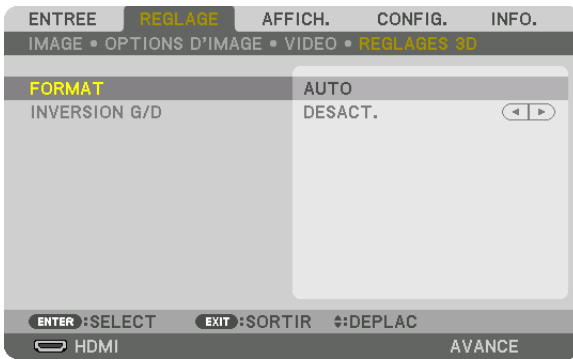 ENTREE REGLAGE AFFICH. CONFIG. INFO.
IMAGE • OPTIONS D'IMAGE • VIDEO • REGLAGES 3D
FORMAT AUTO
INVERSION G/D DESACT.
ENTER :SELECT EXIT :SORTIR :DEPLAC
HDMI AVANCE